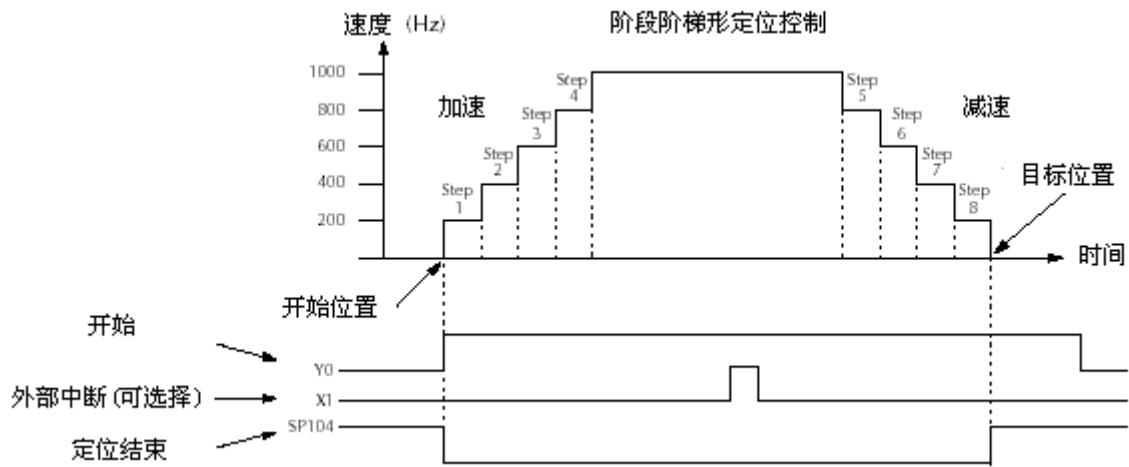 速度 (Hz)
阶段阶梯形定位控制
1000
800
600
400
200
加速
减速
Step
1
Step
2
Step
3
Step
4
Step
5
Step
6
Step
7
Step
8
目标位置
时间
开始位置
开始
Y0
外部中断(可选择)
X1
SP104
定位结束